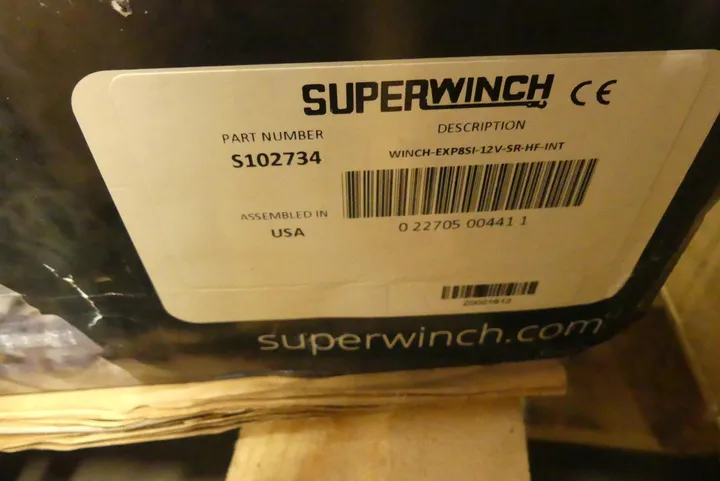 SUPERWINCH CE
PART NUMBER
S102734
DESCRIPTION
WINCH-EXP8SI-12V-SR-HF-INT
0 22705 00441 1
ASSEMBLED IN
USA
superwinch.com